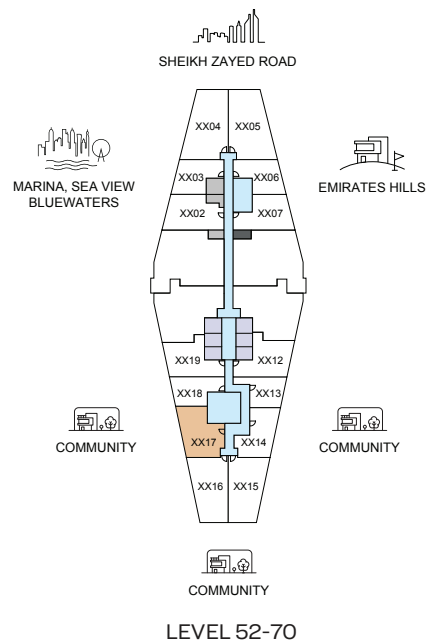 SHEIKH ZAYED ROAD
XX04 XX05
XX03 XX06
MARINA, SEA VIEW
BLUEWATERS
EMIRATES HILLS
XX02 XX07
XX19 XX12
XX18 XX13
COMMUNITY
XX17 XX14
COMMUNITY
XX16 XX15
COMMUNITY
LEVEL 52-70